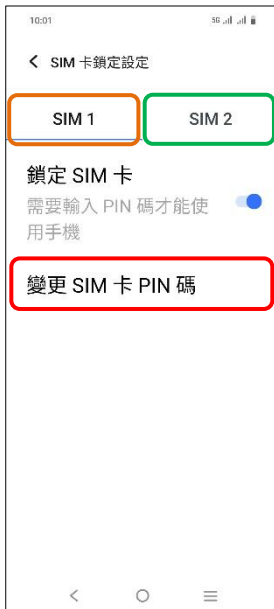 10:01
5G
SIM 卡鎖定設定
SIM 1
SIM 2
鎖定 SIM 卡
需要輸入 PIN 碼才能使
用手機
變更 SIM 卡 PIN 碼